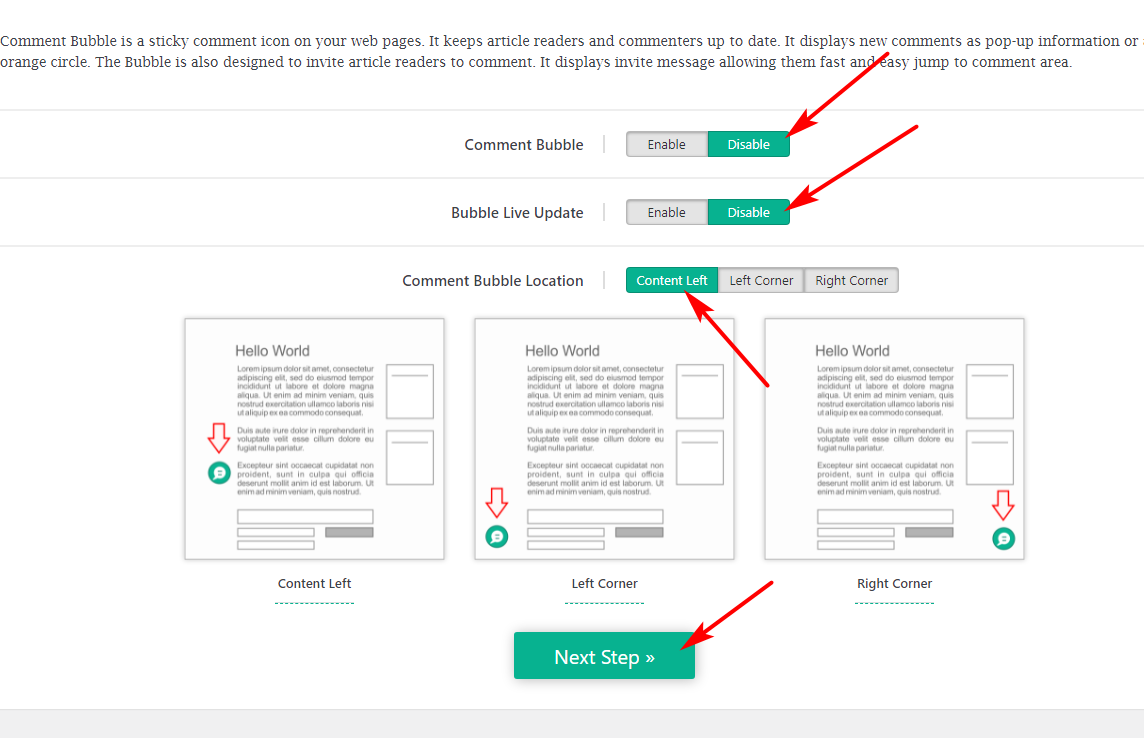 Comment Bubble is a sticky comment icon on your web pages. It keeps article readers and commenters up to date. It displays new comments as pop-up information or
orange circle. The Bubble is also designed to invite article readers to comment. It displays invite message allowing them fast and easy jump to comment area.
Comment Bubble Enable Disable
Bubble Live Update Enable Disable
Comment Bubble Location Content Left Left Corner Right Corner
Hello World
Lorem ipsum dolor sit amet, consectetur
adipiscing elit, sed do eiusmod tempor
incididunt ut labore et dolore magna
aliqua. Ut enim ad minim veniam, quis
nostrud exercitation ullamco laboris nisi
ut aliquip ex ea commodo consequat.
Duis aute irure dolor in reprehenderit in
voluptate velit esse cillum dolore eu
fugiat nulla pariatur.
Excepteur sint occaecat cupidatat non
proident, sunt in culpa qui officia
deserunt mollit anim id est laborum. Ut
enim ad minim veniam, quis nostrud.
Content Left
Hello World
Lorem ipsum dolor sit amet, consectetur
adipiscing elit, sed do eiusmod tempor
incididunt ut labore et dolore magna
aliqua. Ut enim ad minim veniam, quis
nostrud exercitation ullamco laboris nisi
ut aliquip ex ea commodo consequat.
Duis aute irure dolor in reprehenderit in
voluptate velit esse cillum dolore eu
fugiat nulla pariatur.
Excepteur sint occaecat cupidatat non
proident, sunt in culpa qui officia
deserunt mollit anim id est laborum. Ut
enim ad minim veniam, quis nostrud.
Left Corner
Hello World
Lorem ipsum dolor sit amet, consectetur
adipiscing elit, sed do eiusmod tempor
incididunt ut labore et dolore magna
aliqua. Ut enim ad minim veniam, quis
nostrud exercitation ullamco laboris nisi
ut aliquip ex ea commodo consequat.
Duis aute irure dolor in reprehenderit in
voluptate velit esse cillum dolore eu
fugiat nulla pariatur.
Excepteur sint occaecat cupidatat non
proident, sunt in culpa qui officia
deserunt mollit anim id est laborum. Ut
enim ad minim veniam, quis nostrud.
Right Corner
Next Step »